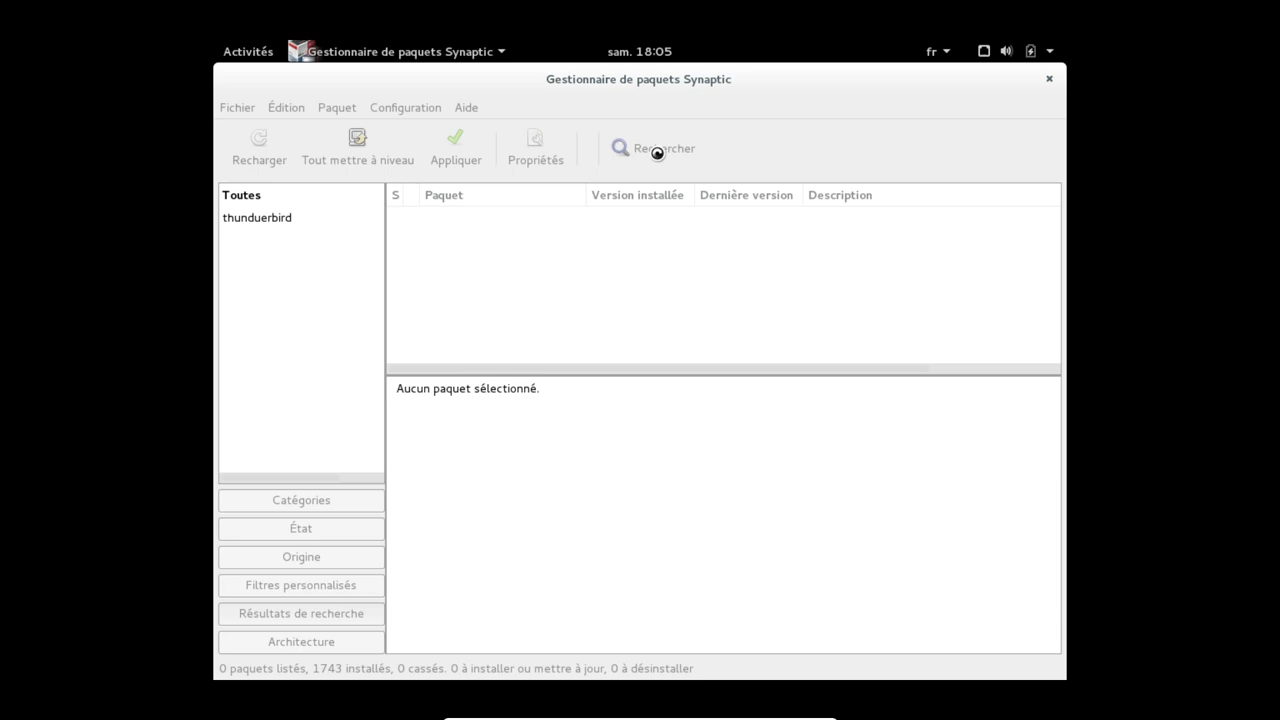 Activités Gestionnaire de paquets Synaptic sam. 18:05 fr
Gestionnaire de paquets Synaptic
Fichier Édition Paquet Configuration Aide
Recharger Tout mettre à niveau Appliquer Propriétés Rechercher
Toutes
thunduerbird
S Paquet Version installée Dernière version Description
Aucun paquet sélectionné.
Catégories
État
Origine
Filtres personnalisés
Résultats de recherche
Architecture
0 paquets listés, 1743 installés, 0 cassés. 0 à installer ou mettre à jour, 0 à désinstaller